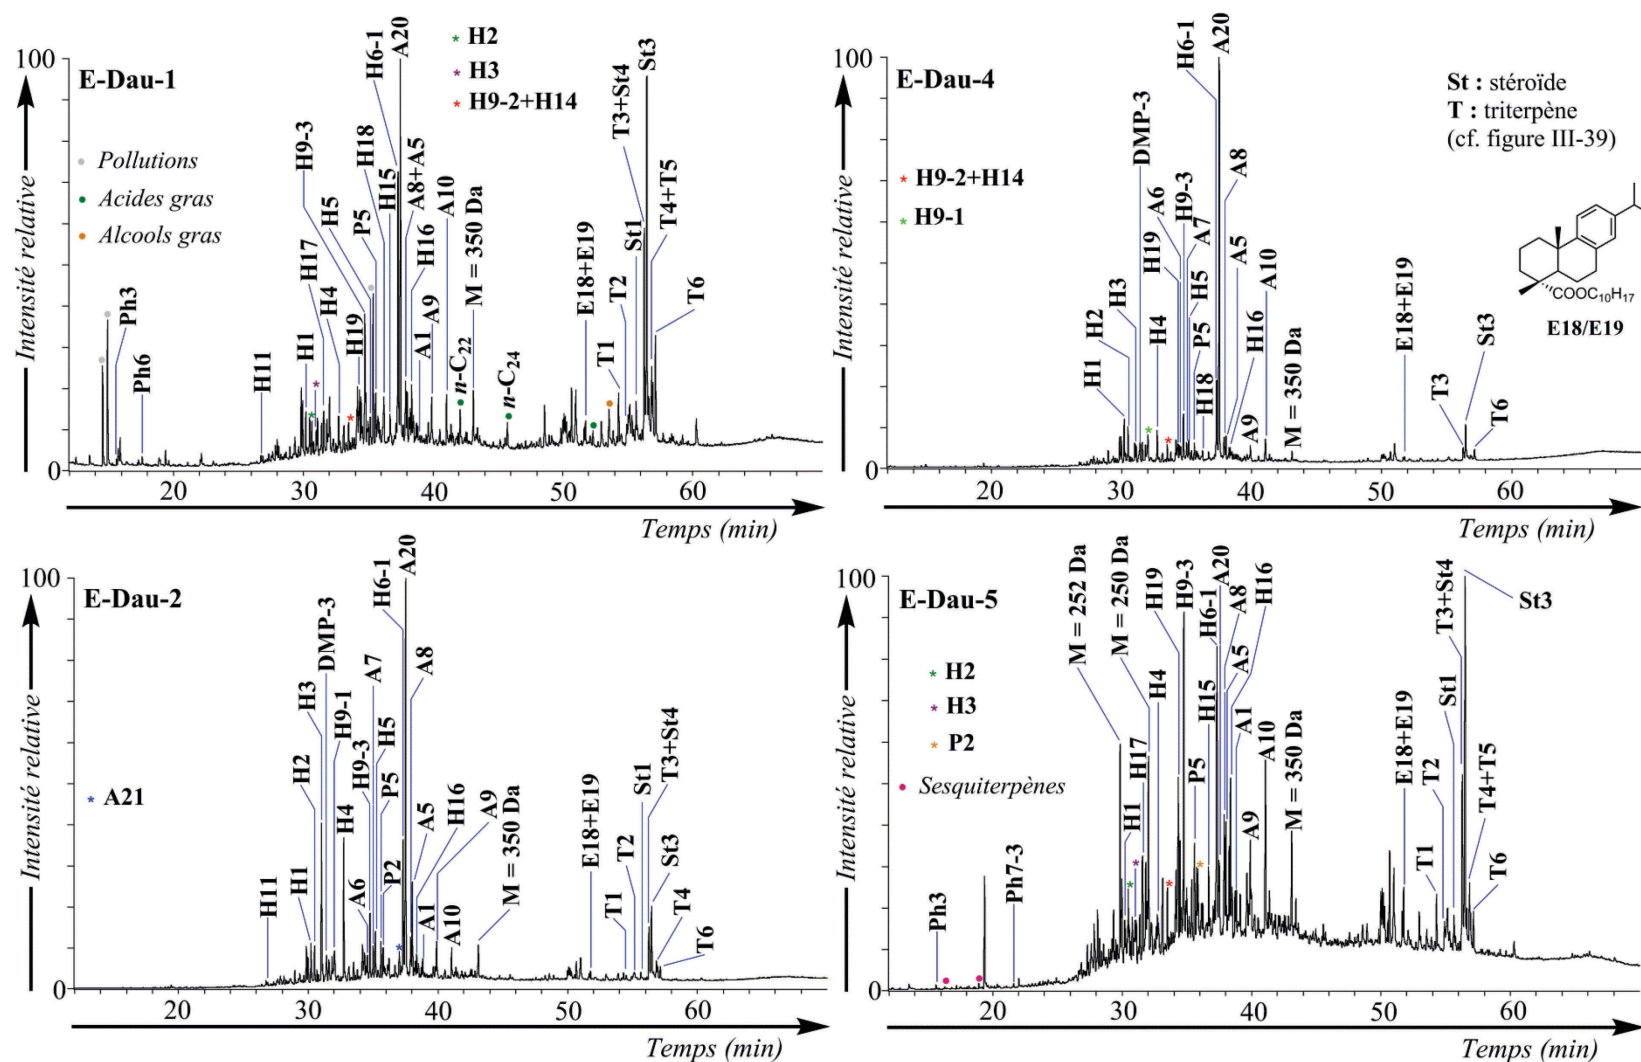 E-Dau-1
100
0
Intensité relative
Pollutions
Acides gras
Alcools gras
* H2
* H3
* H9-2+H14
Ph3
Ph6
H11
H1
H17
H4
H9-3
H5
H19
P5
H18
H15
H6-1
A20
A8+A5
H16
A1
A9
A10
n-C22
M = 350 Da
n-C24
E18+E19
T1
T2
St1
T3+St4
St3
T4+T5
T6
20
30
40
50
60
Temps (min)
E-Dau-4
100
0
Intensité relative
* H9-2+H14
* H9-1
H1
H2
H3
DMP-3
H4
H19
A6
H9-3
A7
H5
P5
H18
H6-1
A20
A8
A5
H16
A9
A10
M = 350 Da
E18+E19
T3
St3
T6
St : stéroïde
T : triterpène
(cf. figure III-39)
COOC10H17
E18/E19
20
30
40
50
60
Temps (min)
E-Dau-2
100
0
Intensité relative
* A21
H11
H1
H2
H3
DMP-3
H9-1
H4
A6
H9-3
A7
H5
P5
P2
H6-1
A20
A8
A5
A1
H16
A10
A9
M = 350 Da
E18+E19
T1
T2
St1
T3+St4
St3
T4
T6
20
30
40
50
60
Temps (min)
E-Dau-5
100
0
Intensité relative
* H2
* H3
* P2
Sesquiterpènes
Ph3
Ph7-3
M = 252 Da
H1
H17
M = 250 Da
H4
H19
H9-3
P5
H15
H6-1
A20
A8
A5
H16
A1
A9
A10
M = 350 Da
E18+E19
T1
T2
St1
T3+St4
St3
T4+T5
T6
20
30
40
50
60
Temps (min)